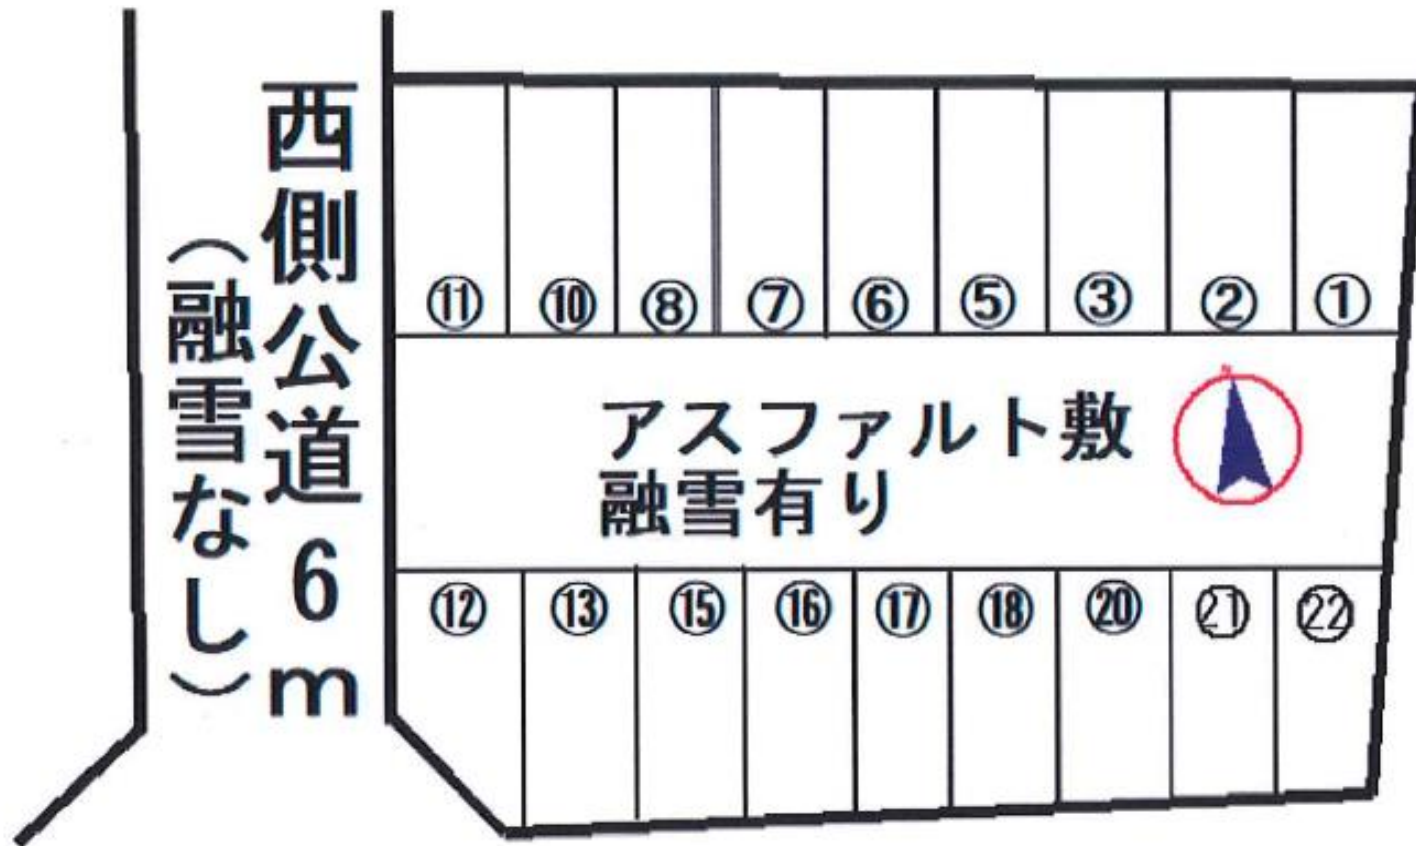 西側公道6m
（融雪なし）
⑪ ⑩ ⑧ ⑦ ⑥ ⑤ ③ ② ①
N
アスファルト敷
融雪有り
⑫ ⑬ ⑮ ⑯ ⑰ ⑱ ⑳ ㉑ ㉒